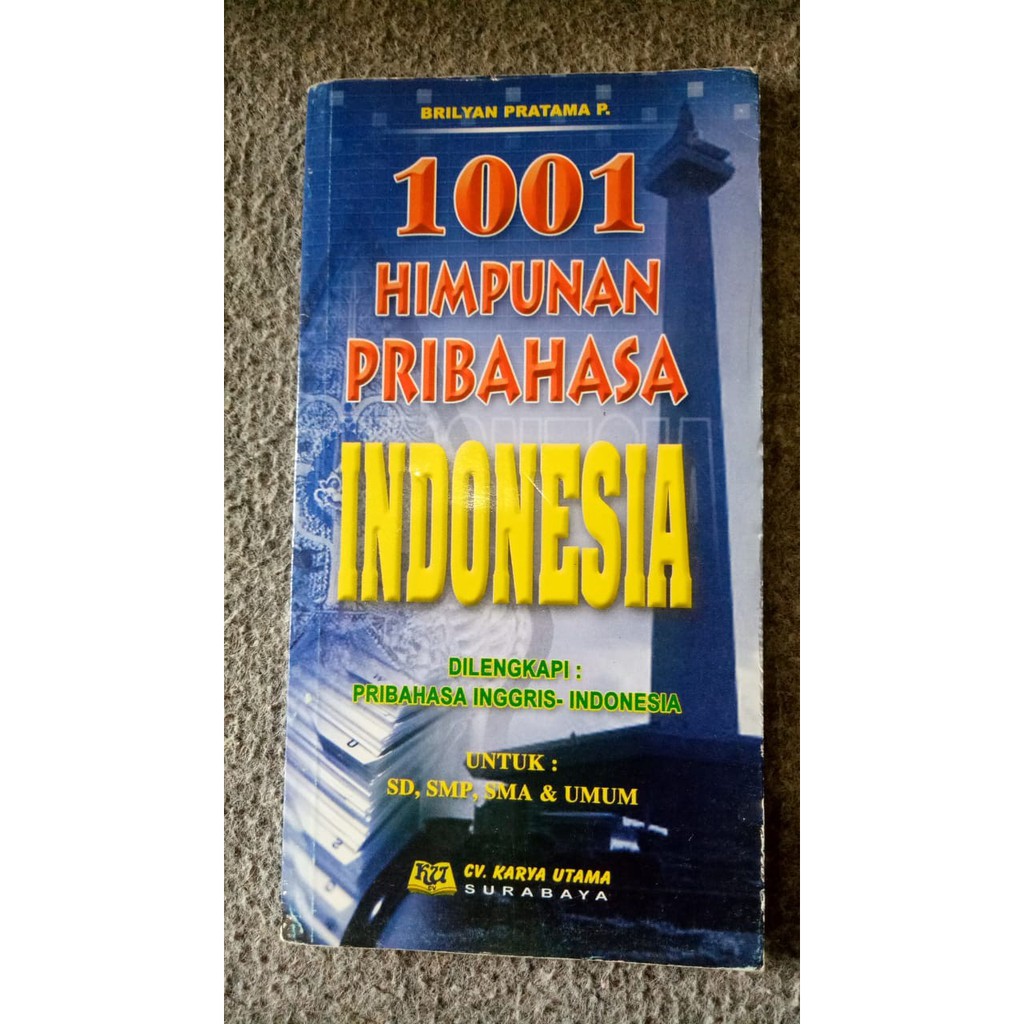 BRILYAN PRATAMA P.
1001
HIMPUNAN
PRIBAHASA
INDONESIA
DILENGKAPI :
PRIBAHASA INGGRIS- INDONESIA
UNTUK :
SD, SMP, SMA & UMUM
KU
CV. KARYA UTAMA
SURABAYA